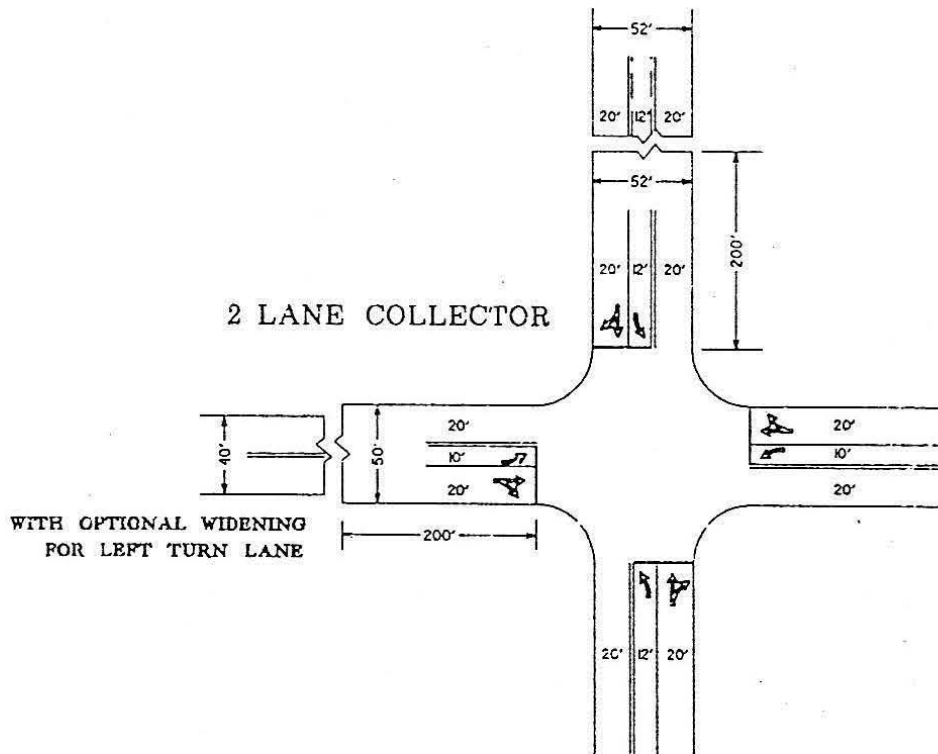 52'
20' 12' 20'
52'
200'
20' 12' 20'
2 LANE COLLECTOR
20'
20'
40'
50'
10'
10'
20'
20'
WITH OPTIONAL WIDENING
FOR LEFT TURN LANE
200'
20' 12' 20'